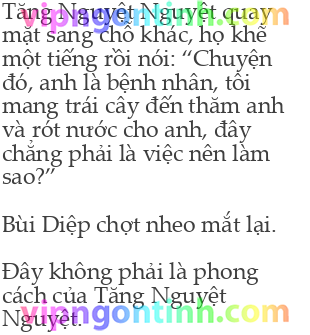 Tăng Nguyệt Nguyệt quay
mặt sang chỗ khác, họ khẽ
một tiếng rồi nói: “Chuyện
đó, anh là bệnh nhân, tôi
mang trái cây đến thăm anh
và rót nước cho anh, đây
chẳng phải là việc nên làm
sao?”
Bùi Diệp chợt nheo mắt lại.
Đây không phải là phong
cách của Tăng Nguyệt
Nguyệt.
vipngontinh.com
vipngontinh.com